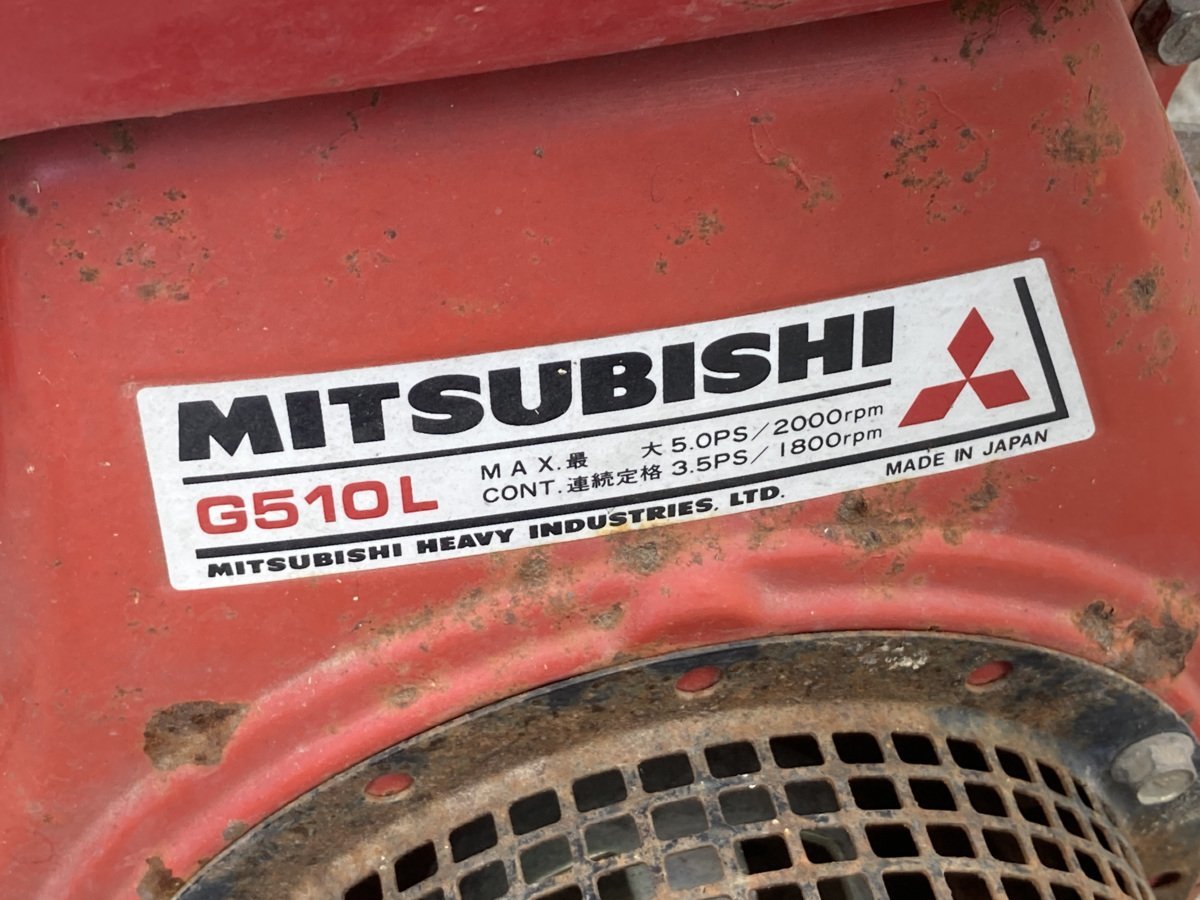 MITSUBISHI
G510L
MAX.最 大 5.0PS/2000rpm
CONT.連続定格 3.5PS/1800rpm
MITSUBISHI HEAVY INDUSTRIES, LTD.
MADE IN JAPAN